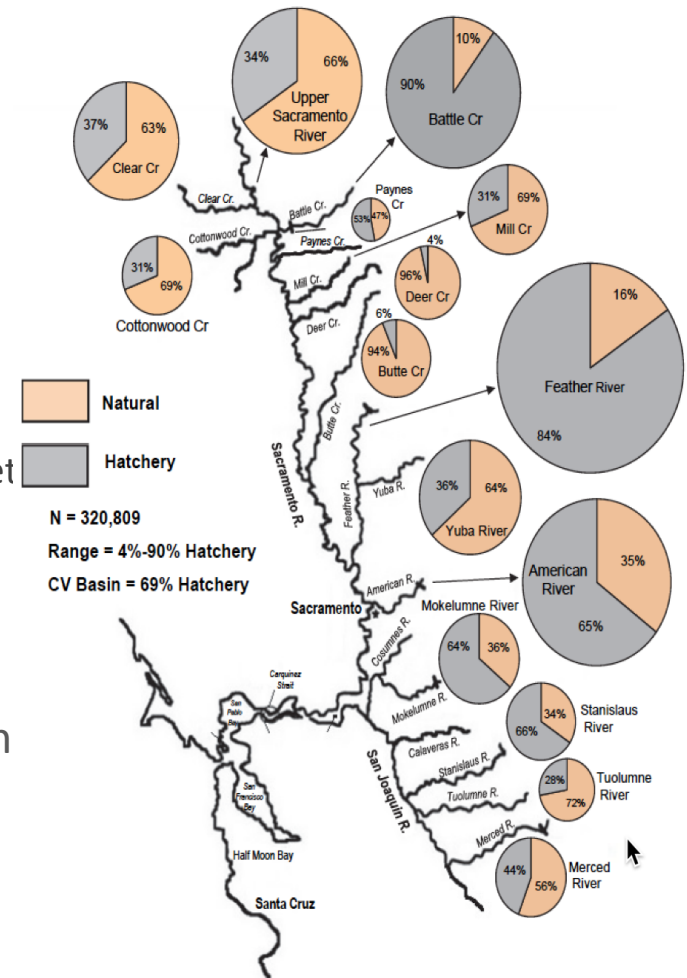 34%
66%
Upper
Sacramento
River
10%
90%
Battle Cr
37%
63%
Clear Cr
Clear Cr.
Battle Cr.
Paynes
Cr
53%
47%
31%
69%
Mill Cr
Cottonwood Cr.
Paynes Cr.
31%
69%
Cottonwood Cr
Mill Cr.
4%
96%
Deer Cr
Deer Cr.
6%
94%
Butte Cr
16%
Feather River
84%
Natural
Hatchery
et
N = 320,809
Range = 4%-90% Hatchery
CV Basin = 69% Hatchery
Butte Cr.
Sacramento R.
Feather R.
Yuba R.
36%
64%
Yuba River
American R.
35%
American
River
65%
Sacramento
Mokelumne River
64%
36%
Cosumnes R.
Mokelumne R.
Carquinez
Strait
San
Pablo
Bay
n
34%
66%
Stanislaus
River
Calaveras R.
Stanislaus R.
San Joaquin R.
28%
72%
Tuolumne
River
Tuolumne R.
San
Francisco
Bay
Merced R.
44%
56%
Merced
River
Half Moon Bay
Santa Cruz